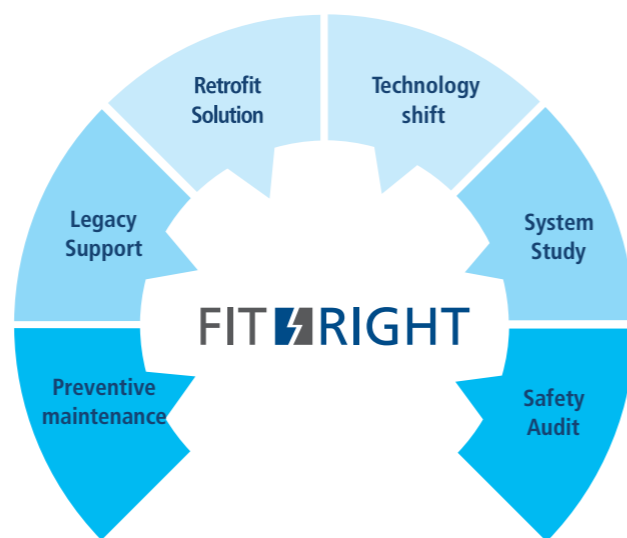 Retrofit
Solution
Technology
shift
Legacy
Support
System
Study
FIT RIGHT
Preventive
maintenance
Safety
Audit